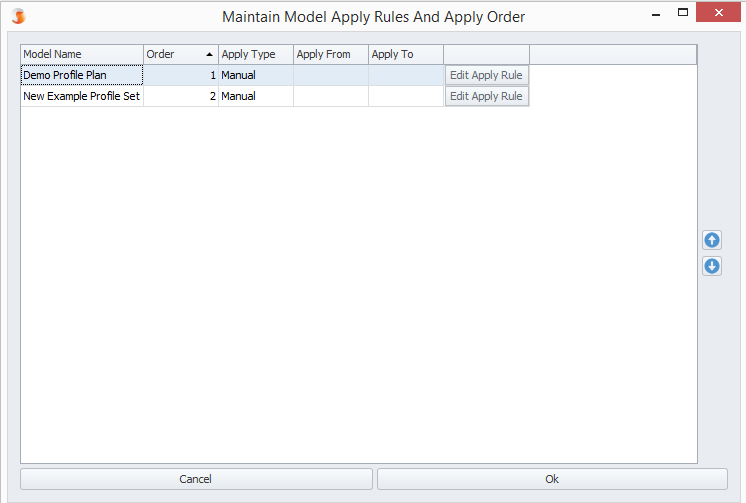 Maintain Model Apply Rules And Apply Order
Model Name Order Apply Type Apply From Apply To
Demo Profile Plan 1 Manual Edit Apply Rule
New Example Profile Set 2 Manual Edit Apply Rule
Cancel Ok